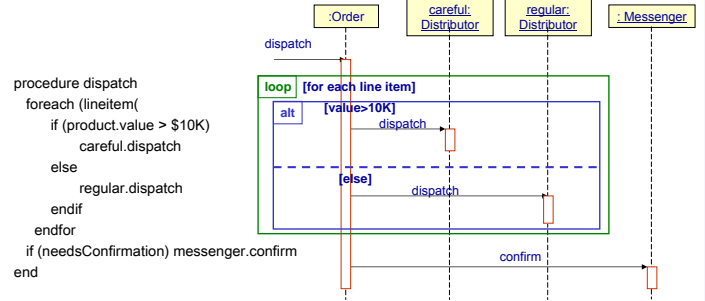 :Order
careful:
Distributor
regular:
Distributor
: Messenger
dispatch
procedure dispatch
foreach (lineitem(
if (product.value > $10K)
careful.dispatch
else
regular.dispatch
endif
endfor
if (needsConfirmation) messenger.confirm
end
loop [for each line item]
alt [value>10K]
dispatch
[else]
dispatch
confirm